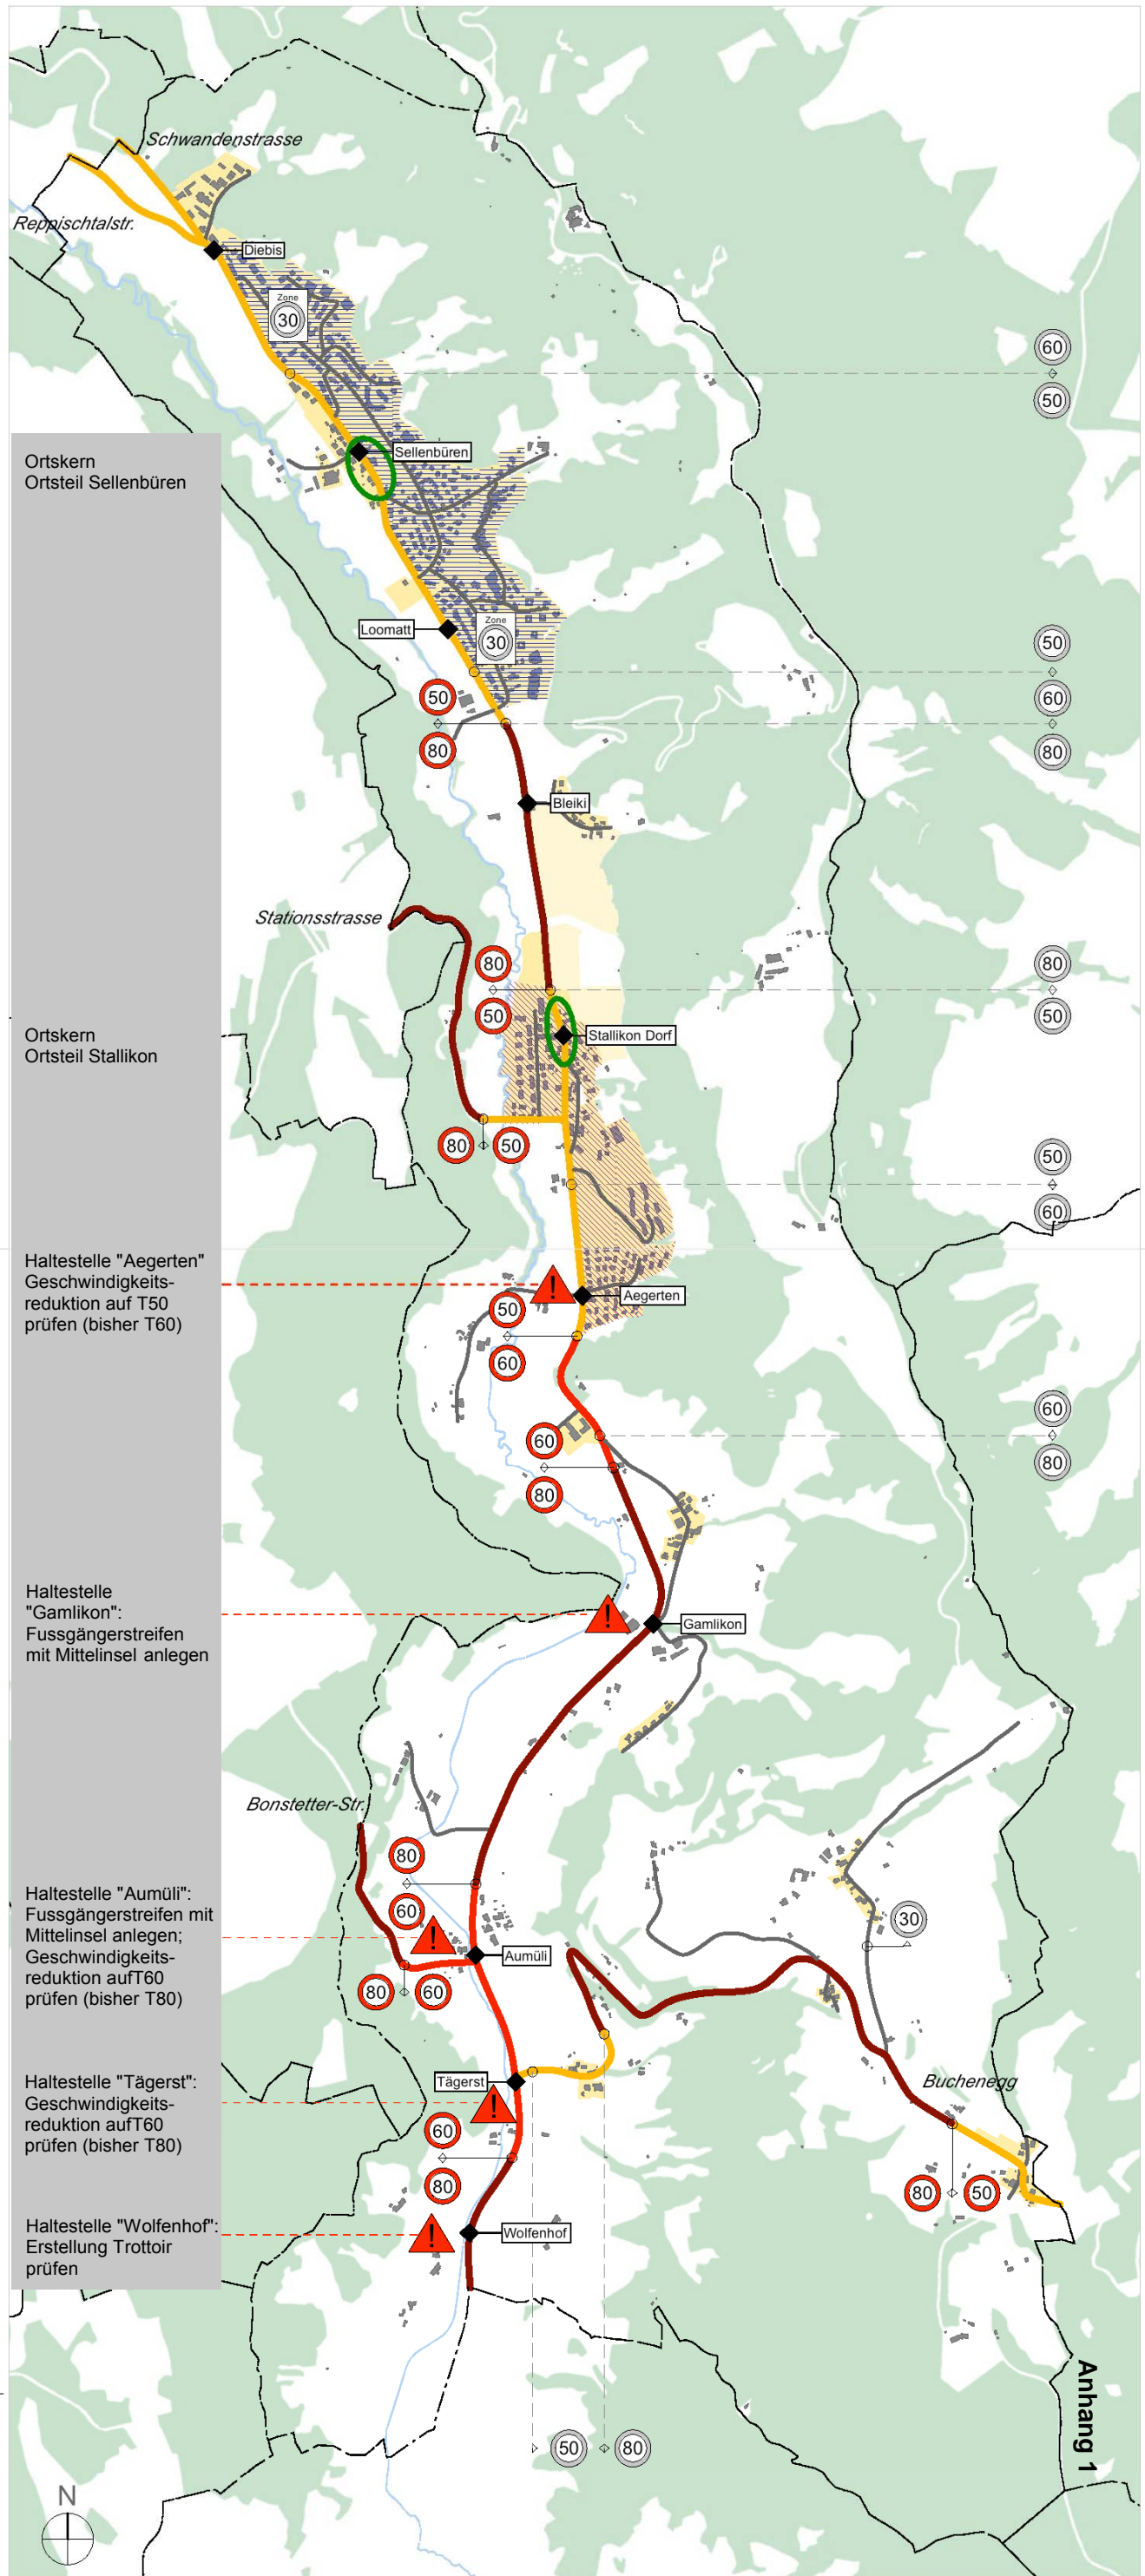 Schwandenstrasse
Reppischtalstr.
Diebis
Zone
30
60
50
Sellenbüren
Ortskern
Ortsteil Sellenbüren
Loomatt
Zone
30
50
50
60
80
80
Bleiki
Stationsstrasse
80
80
50
50
Ortskern
Ortsteil Stallikon
Stallikon Dorf
80
50
50
60
Haltestelle "Aegerten"
Geschwindigkeits-
reduktion auf T50
prüfen (bisher T60)
!
Aegerten
50
60
60
60
80
80
Haltestelle
"Gamlikon":
Fussgängerstreifen
mit Mittelinsel anlegen
!
Gamlikon
Bonstetter-Str.
80
60
Haltestelle "Aumüli":
Fussgängerstreifen mit
Mittelinsel anlegen;
Geschwindigkeits-
reduktion aufT60
prüfen (bisher T80)
!
Aumüli
30
80
60
Haltestelle "Tägerst":
Geschwindigkeits-
reduktion aufT60
prüfen (bisher T80)
Tägerst
!
Buchenegg
60
80
80
50
Haltestelle "Wolfenhof":
Erstellung Trottoir
prüfen
!
Wolfenhof
50
80
Anhang 1
N